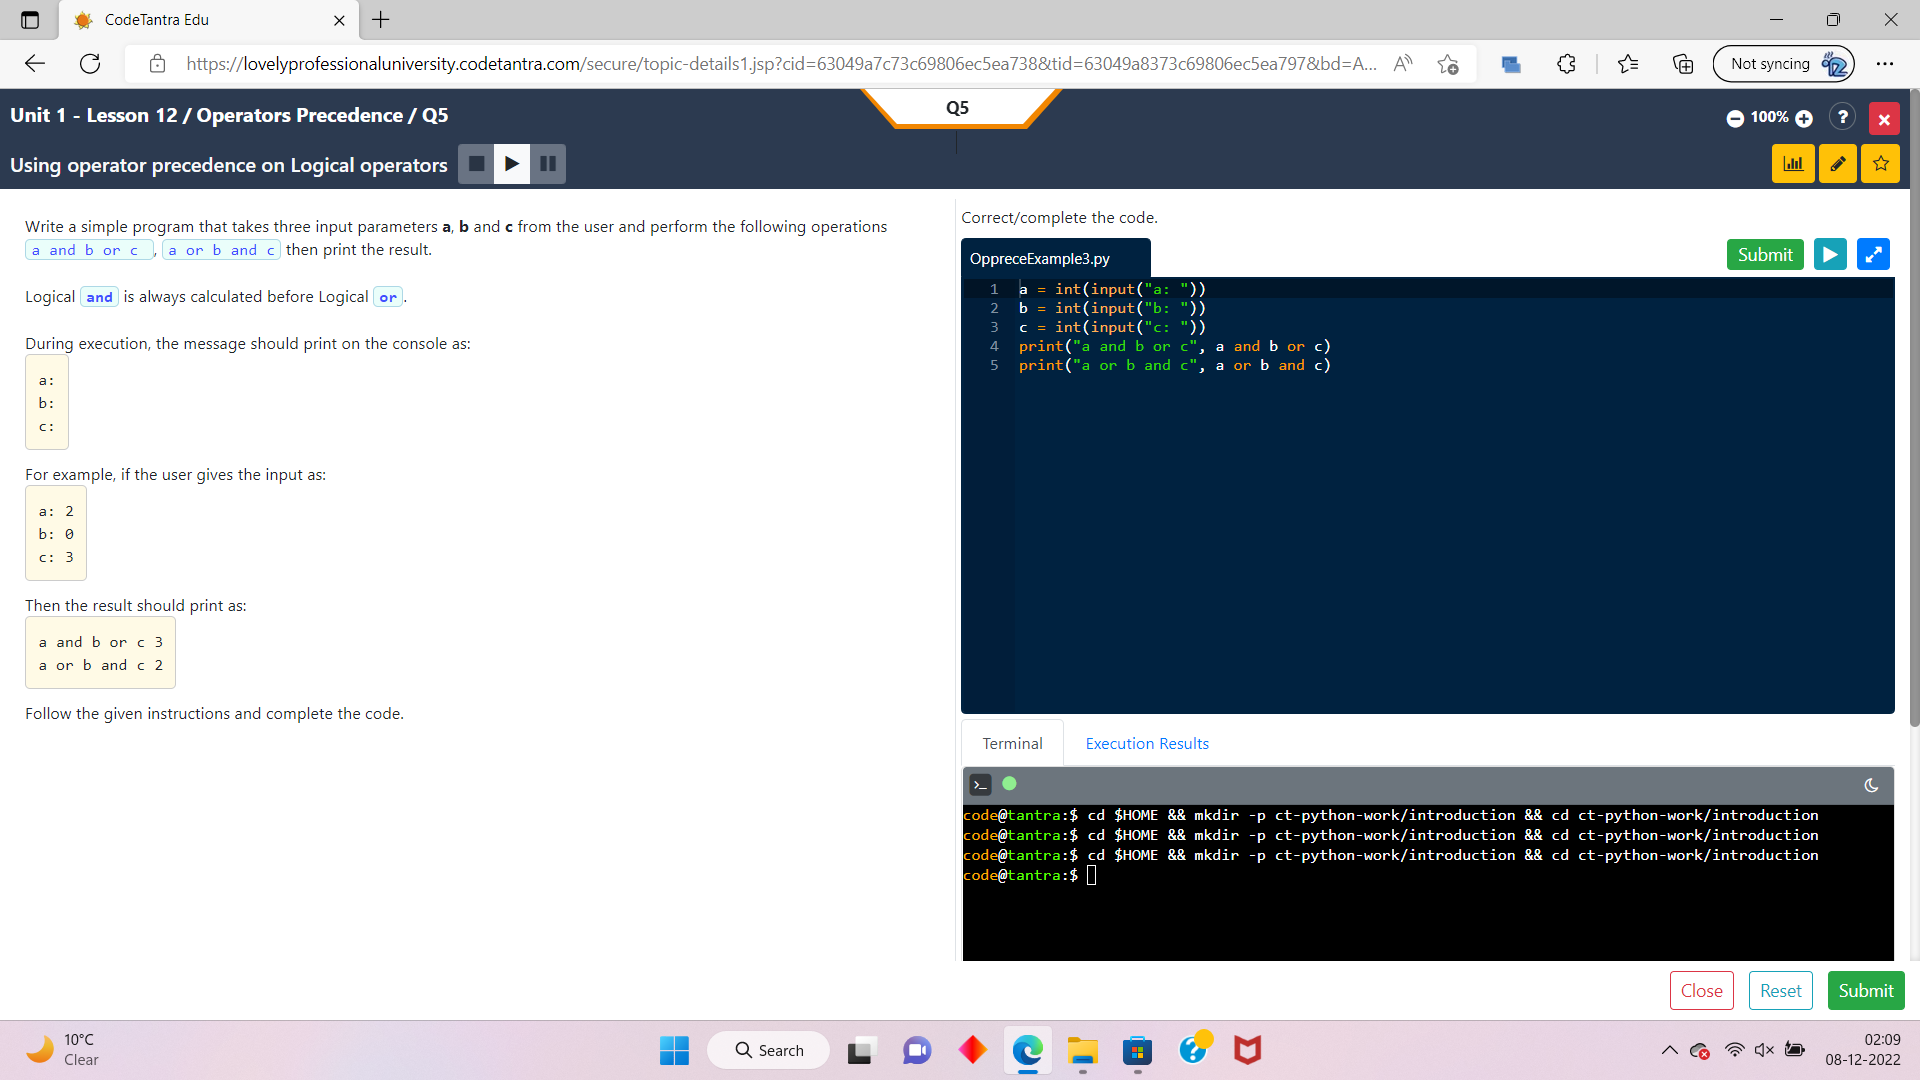 CodeTantra Edu
https://lovelyprofessionaluniversity.codetantra.com/secure/topic-details1.jsp?cid=63049a7c73c69806ec5ea738&tid=63049a8373c69806ec5ea797&bd=A...
Not syncing
Unit 1 - Lesson 12 / Operators Precedence / Q5
Q5
100%
?
Using operator precedence on Logical operators
Write a simple program that takes three input parameters a, b and c from the user and perform the following operations
a and b or c , a or b and c then print the result.
Logical and is always calculated before Logical or .
During execution, the message should print on the console as:
a:
b:
c:
For example, if the user gives the input as:
a: 2
b: 0
c: 3
Then the result should print as:
a and b or c 3
a or b and c 2
Follow the given instructions and complete the code.
Correct/complete the code.
OppreceExample3.py
Submit
1 a = int(input("a: "))
2 b = int(input("b: "))
3 c = int(input("c: "))
4 print("a and b or c", a and b or c)
5 print("a or b and c", a or b and c)
Terminal
Execution Results
code@tantra:$ cd $HOME && mkdir -p ct-python-work/introduction && cd ct-python-work/introduction
code@tantra:$ cd $HOME && mkdir -p ct-python-work/introduction && cd ct-python-work/introduction
code@tantra:$ cd $HOME && mkdir -p ct-python-work/introduction && cd ct-python-work/introduction
code@tantra:$
Close
Reset
Submit
10°C
Clear
Search
02:09
08-12-2022